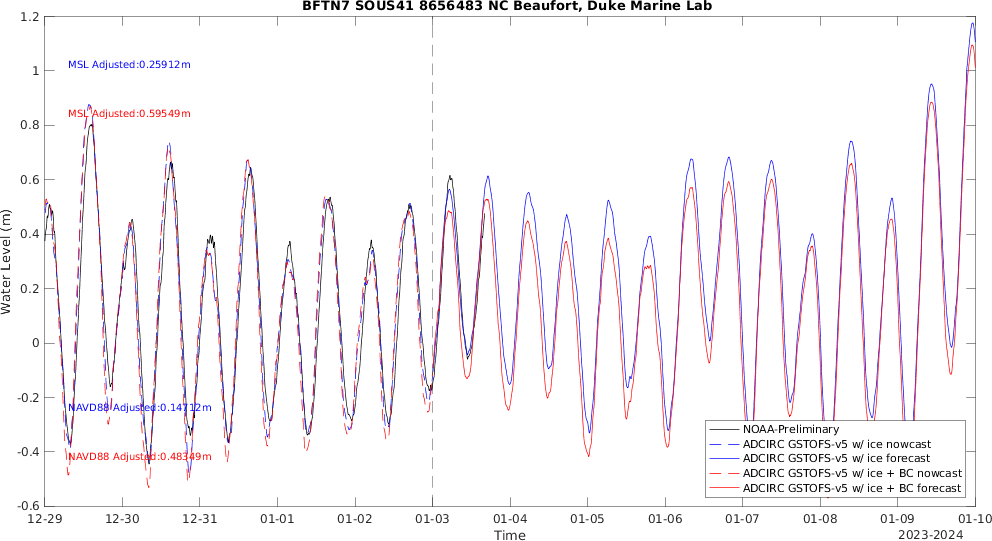 BFTN7 SOUS41 8656483 NC Beaufort, Duke Marine Lab
1.2
1
0.8
0.6
0.4
0.2
0
-0.2
-0.4
-0.6
Water Level (m)
MSL Adjusted:0.25912m
MSL Adjusted:0.59549m
NAVD88 Adjusted:0.14712m
NAVD88 Adjusted:0.48349m
NOAA-Preliminary
ADCIRC GSTOFS-v5 w/ ice nowcast
ADCIRC GSTOFS-v5 w/ ice forecast
ADCIRC GSTOFS-v5 w/ ice + BC nowcast
ADCIRC GSTOFS-v5 w/ ice + BC forecast
12-29 12-30 12-31 01-01 01-02 01-03 01-04 01-05 01-06 01-07 01-08 01-09 01-10
Time
2023-2024